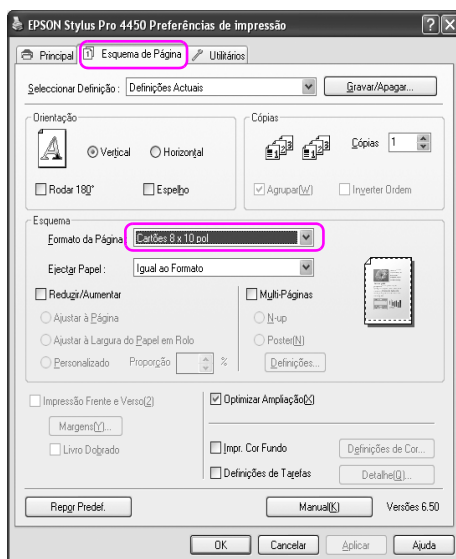 EPSON Stylus Pro 4450 Preferências de impressão
Principal Esquema de Página Utilitários
Seleccionar Definição : Definições Actuais Gravar/Apagar...
Orientação
Vertical Horizontal
Rodar 180° Espelho
Cópias
Cópias 1
Agrupar(W) Inverter Ordem
Esquema
Formato da Página Cartões 8 x 10 pol
Ejectar Papel : Igual ao Formato
Reduzir/Aumentar
Ajustar à Página
Ajustar à Largura do Papel em Rolo
Personalizado Proporção %
Multi-Páginas
N-up
Poster(N)
Definições...
Impressão Frente e Verso(2)
Margens(Y)...
Livro Dobrado
Optimizar Ampliação(X)
Impr. Cor Fundo Definições de Cor...
Definições de Tarefas Detalhe(Q)...
Repor Predef. Manual(K) Versões 6.50
OK Cancelar Aplicar Ajuda